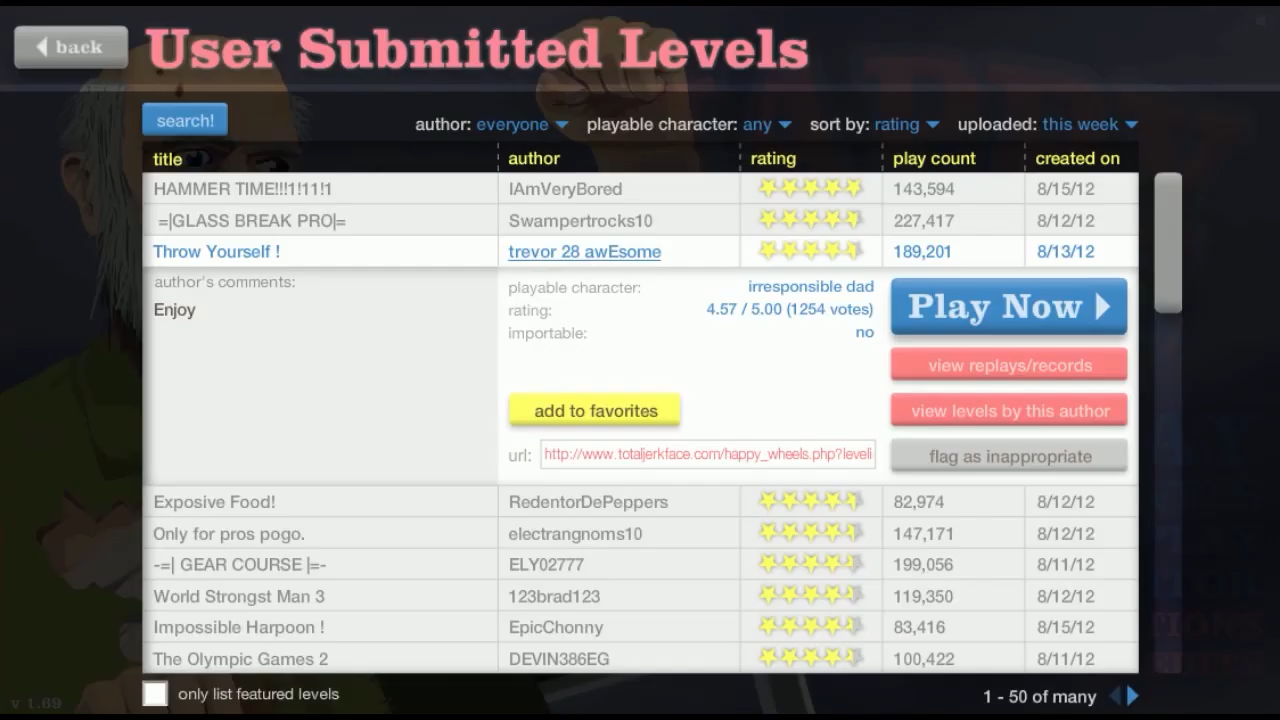 back
User Submitted Levels
search!
author: everyone playable character: any sort by: rating uploaded: this week
title author rating play count created on
HAMMER TIME!!!1!11!1 IAmVeryBored 143,594 8/15/12
=|GLASS BREAK PRO|= Swampertrocks10 227,417 8/12/12
Throw Yourself ! trevor 28 awEsome 189,201 8/13/12
author's comments:
Enjoy
playable character: irresponsible dad
rating: 4.57 / 5.00 (1254 votes)
importable: no
add to favorites
url: http://www.totaljerkface.com/happy_wheels.php?leveli
Play Now
view replays/records
view levels by this author
flag as inappropriate
Exposive Food! RedentorDePeppers 82,974 8/12/12
Only for pros pogo. electrangnoms10 147,171 8/12/12
-=| GEAR COURSE |=- ELY02777 199,056 8/11/12
World Strongst Man 3 123brad123 119,350 8/12/12
Impossible Harpoon ! EpicChonny 83,416 8/15/12
The Olympic Games 2 DEVIN386EG 100,422 8/11/12
only list featured levels
1 - 50 of many
v 1.69